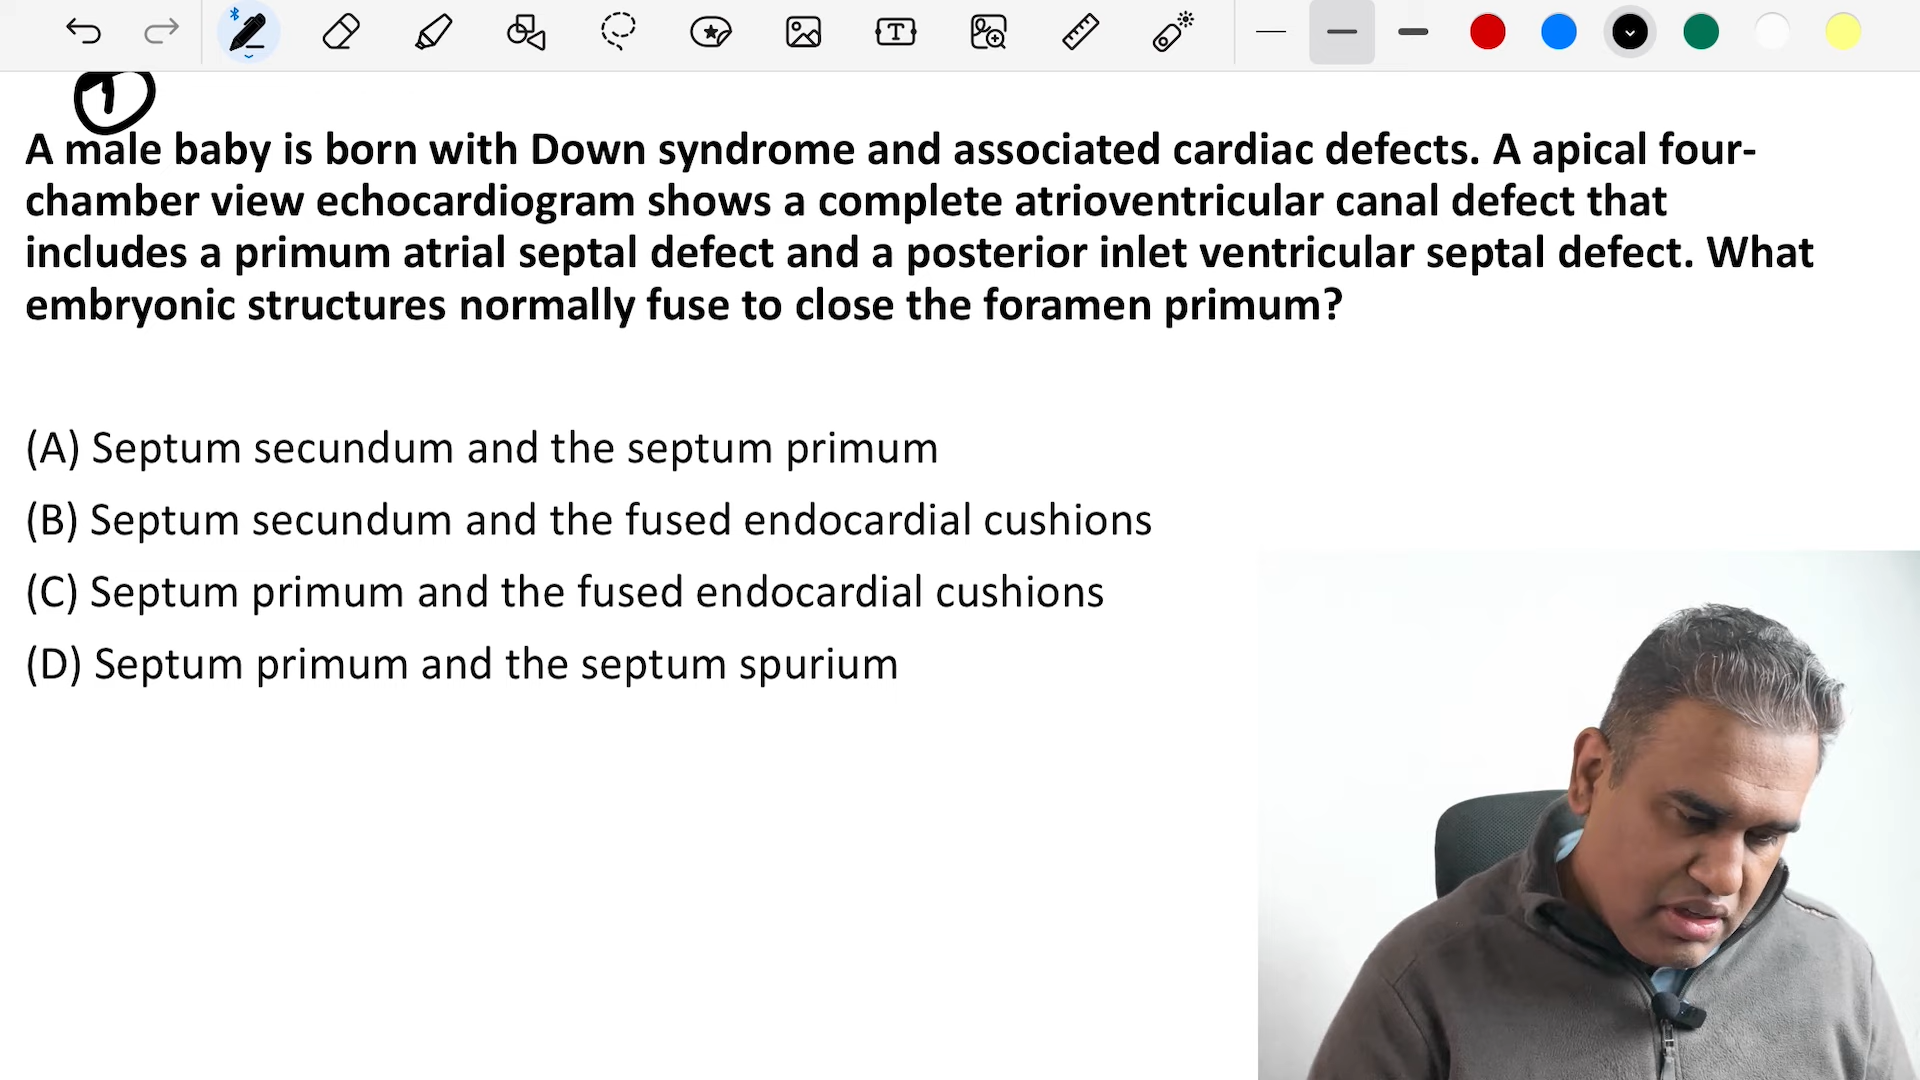 1
A male baby is born with Down syndrome and associated cardiac defects. A apical four-
chamber view echocardiogram shows a complete atrioventricular canal defect that
includes a primum atrial septal defect and a posterior inlet ventricular septal defect. What
embryonic structures normally fuse to close the foramen primum?
(A) Septum secundum and the septum primum
(B) Septum secundum and the fused endocardial cushions
(C) Septum primum and the fused endocardial cushions
(D) Septum primum and the septum spurium